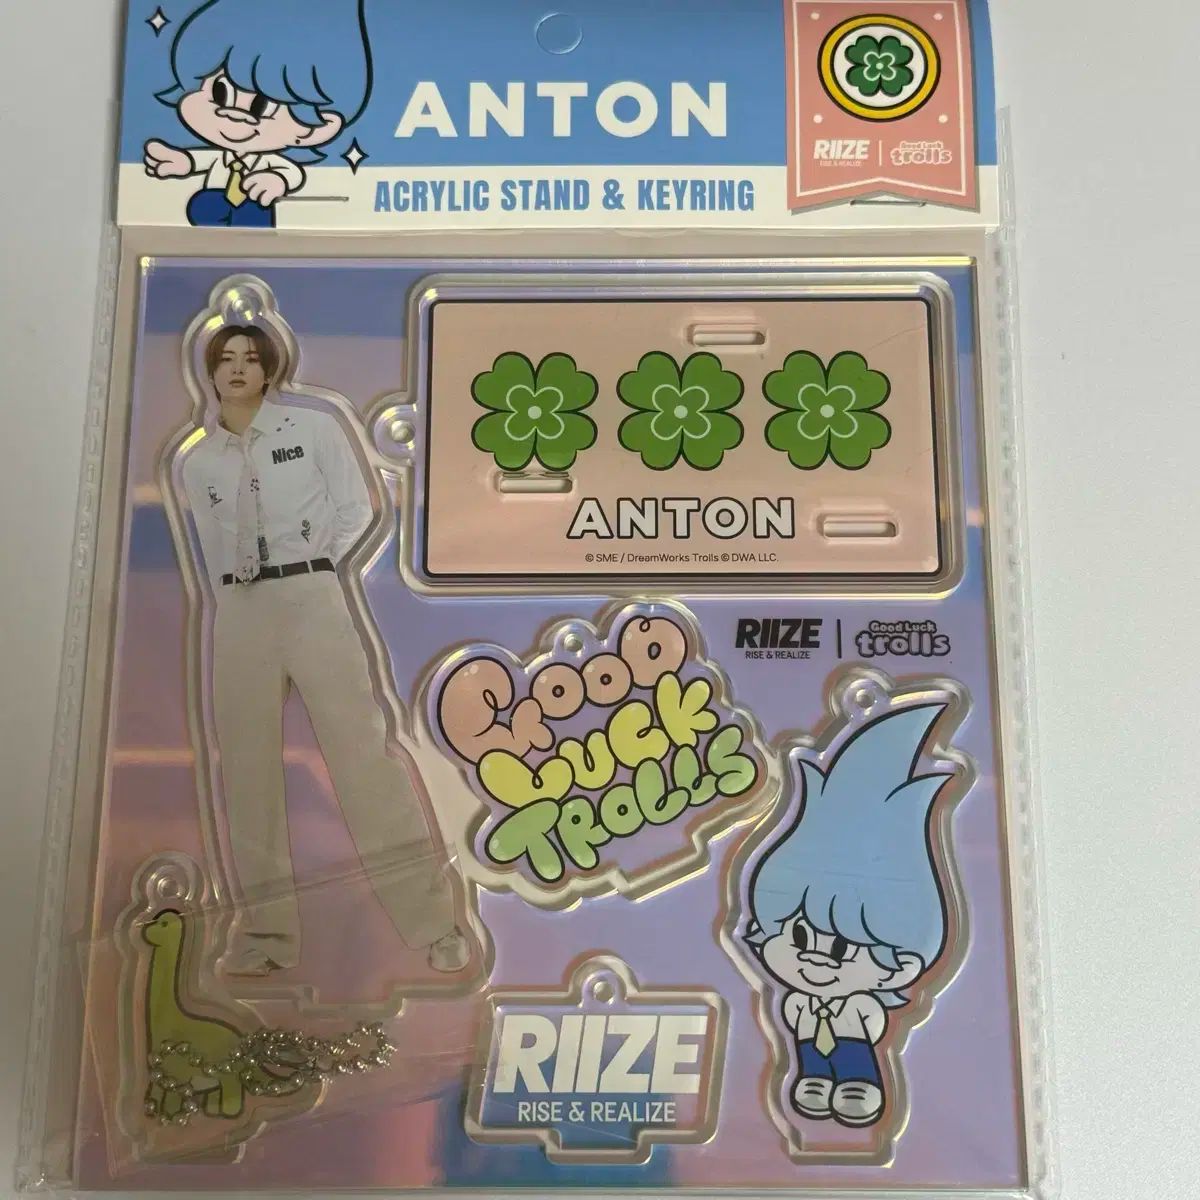 ANTON
ACRYLIC STAND & KEYRING
RIIZE
RISE & REALIZE
Good Luck
trolls
Nice
ANTON
© SME / DreamWorks Trolls © DWA LLC.
RIIZE
RISE & REALIZE
Good Luck
trolls
GOOD
LUCK
TROLLS
RIIZE
RISE & REALIZE